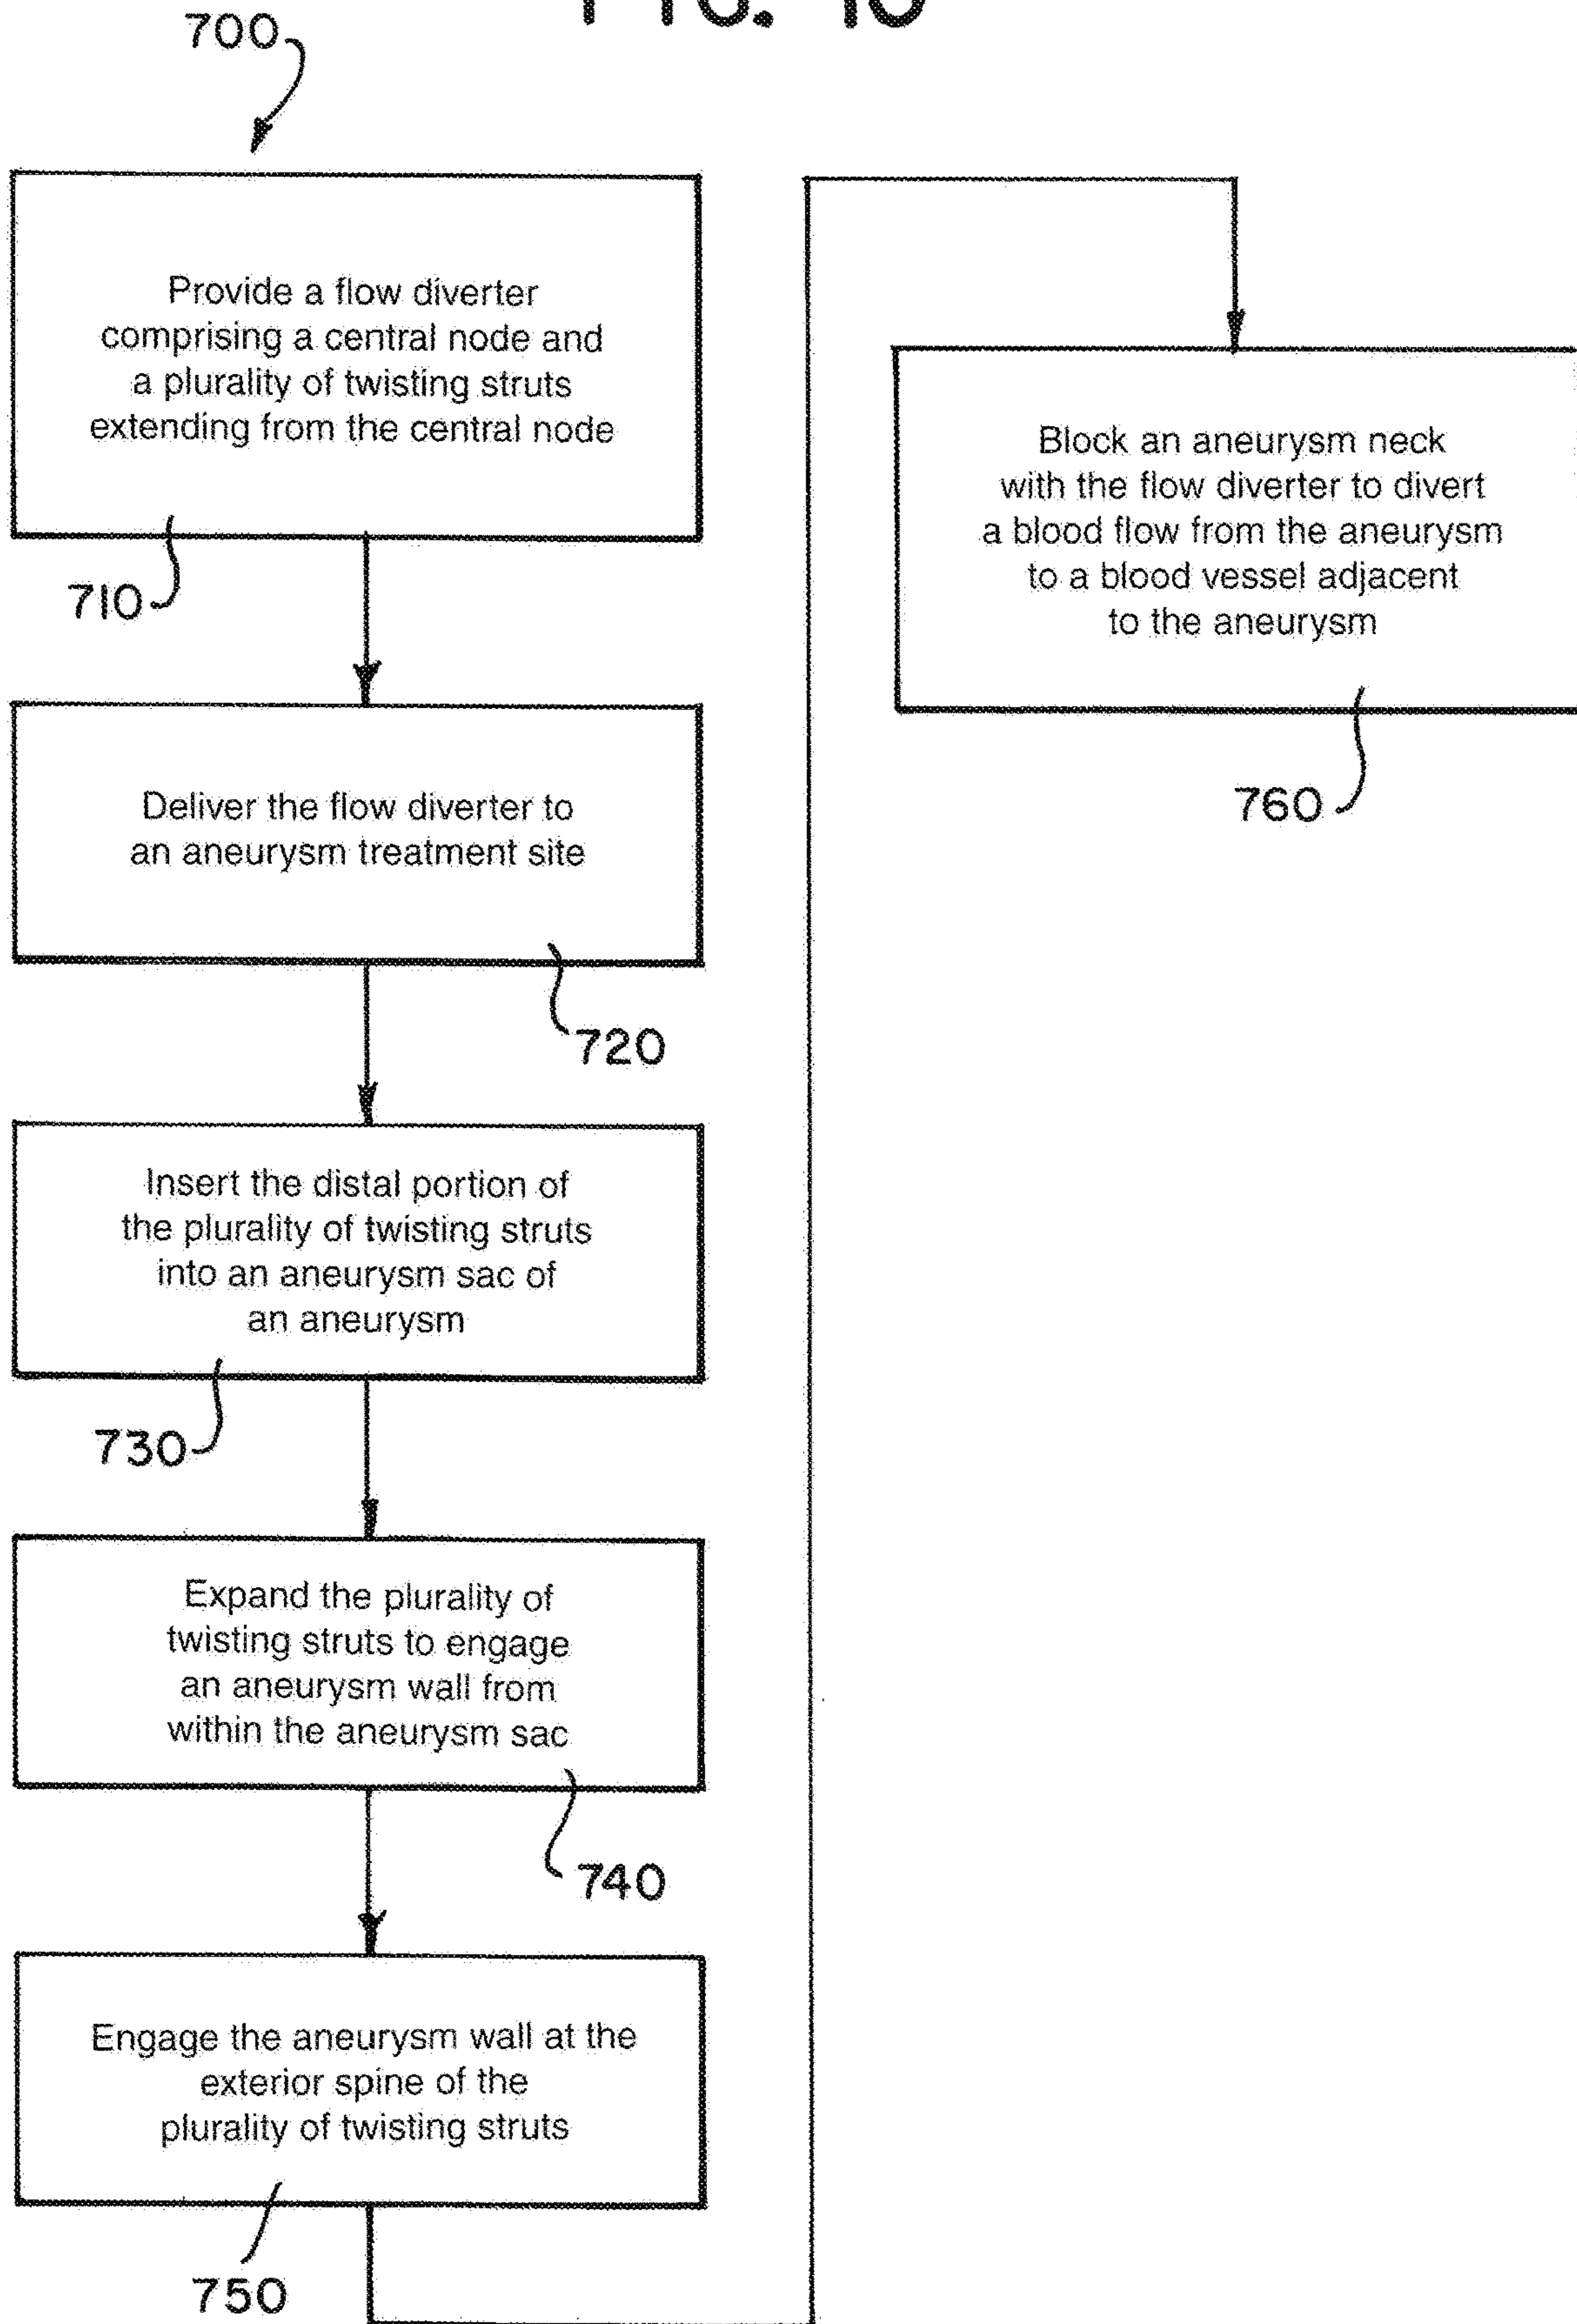 700
Provide a flow diverter
comprising a central node and
a plurality of twisting struts
extending from the central node
710
Deliver the flow diverter to
an aneurysm treatment site
720
Insert the distal portion of
the plurality of twisting struts
into an aneurysm sac of
an aneurysm
730
Expand the plurality of
twisting struts to engage
an aneurysm wall from
within the aneurysm sac
740
Engage the aneurysm wall at the
exterior spine of the
plurality of twisting struts
750
Block an aneurysm neck
with the flow diverter to divert
a blood flow from the aneurysm
to a blood vessel adjacent
to the aneurysm
760